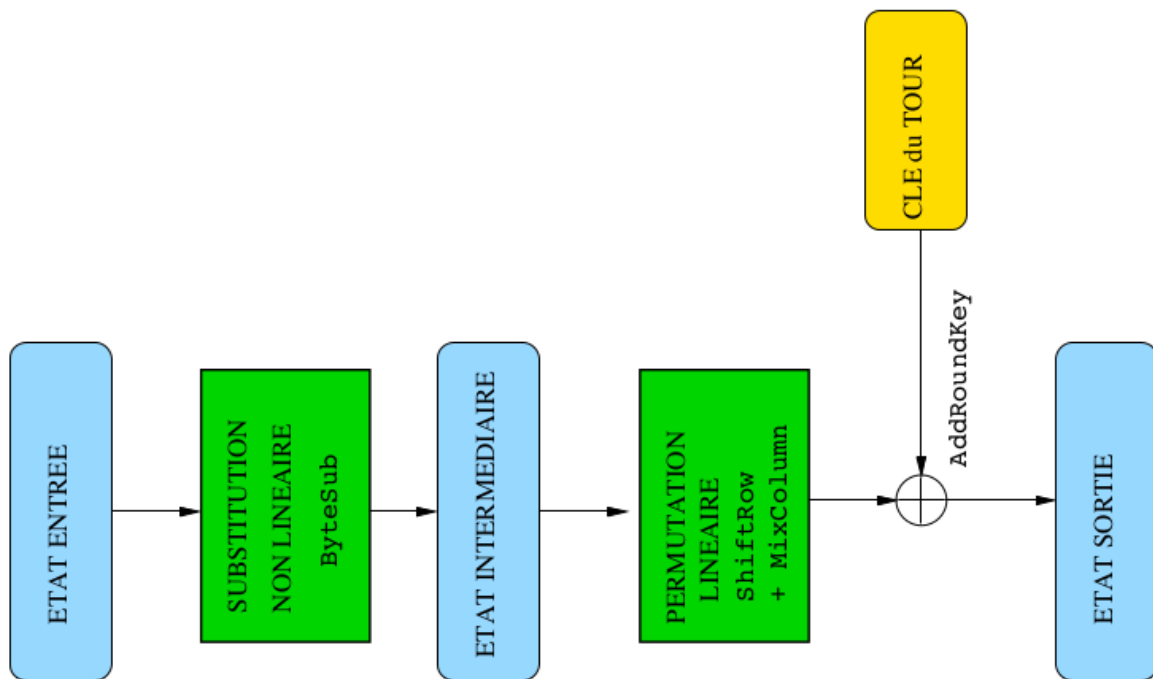 ETAT ENTREE
SUBSTITUTION
NON LINEAIRE
ByteSub
ETAT INTERMEDIAIRE
PERMUTATION
LINEAIRE
ShiftRow
+ MixColumn
CLE du TOUR
AddRoundKey
ETAT SORTIE